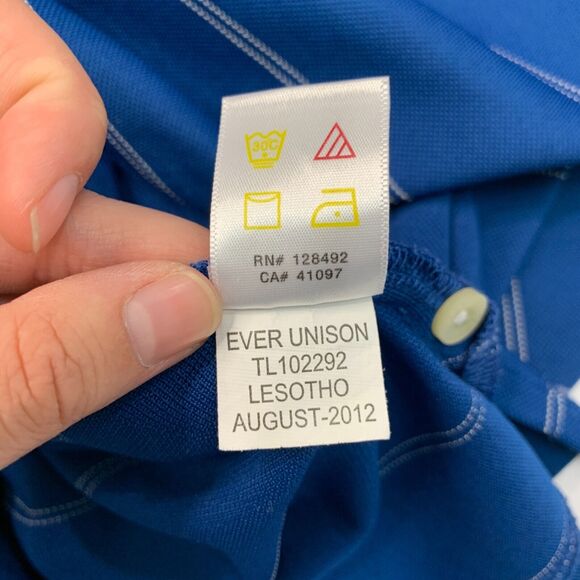 30C
RN# 128492
CA# 41097
EVER UNISON
TL102292
LESOTHO
AUGUST-2012